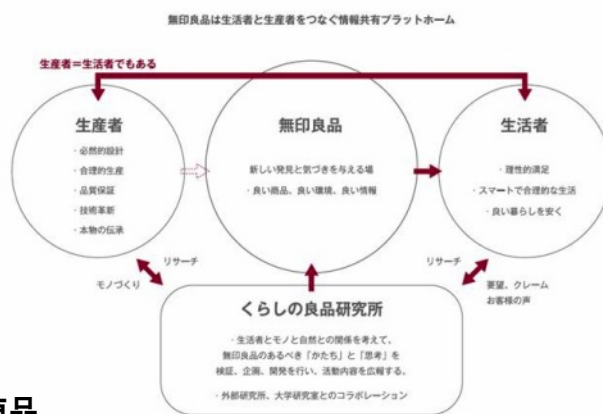 無印良品は生活者と生産者をつなぐ情報共有プラットホーム
生産者＝生活者でもある
生産者
・必然的設計
・合理的生産
・品質保証
・技術革新
・本物の伝承
無印良品
新しい発見と気づきを与える場
・良い商品、良い環境、良い情報
生活者
・理性的満足
・スマートで合理的な生活
・良い暮らしを安く
リサーチ
モノづくり
リサーチ
要望、クレーム
お客様の声
くらしの良品研究所
・生活者とモノと自然との関係を考えて、
無印良品のあるべき「かたち」と「思考」を
検証、企画、開発を行い、活動内容を広報する。
・外部研究所、大学研究室とのコラボレーション